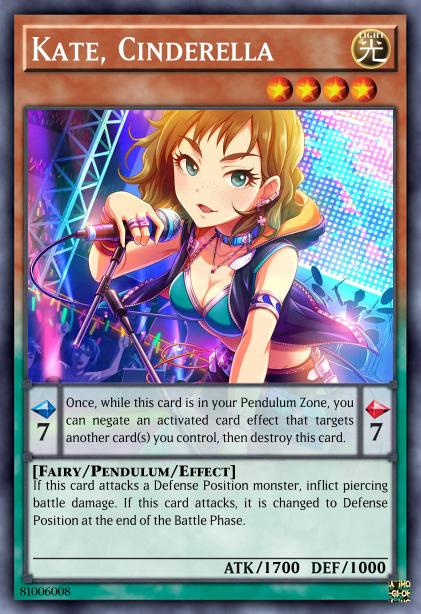 Kate, Cinderella
LIGHT
光
Once, while this card is in your Pendulum Zone, you
can negate an activated card effect that targets
another card(s) you control, then destroy this card.
7
7
[Fairy/Pendulum/Effect]
If this card attacks a Defense Position monster, inflict piercing
battle damage. If this card attacks, it is changed to Defense
Position at the end of the Battle Phase.
ATK/1700 DEF/1000
81006008